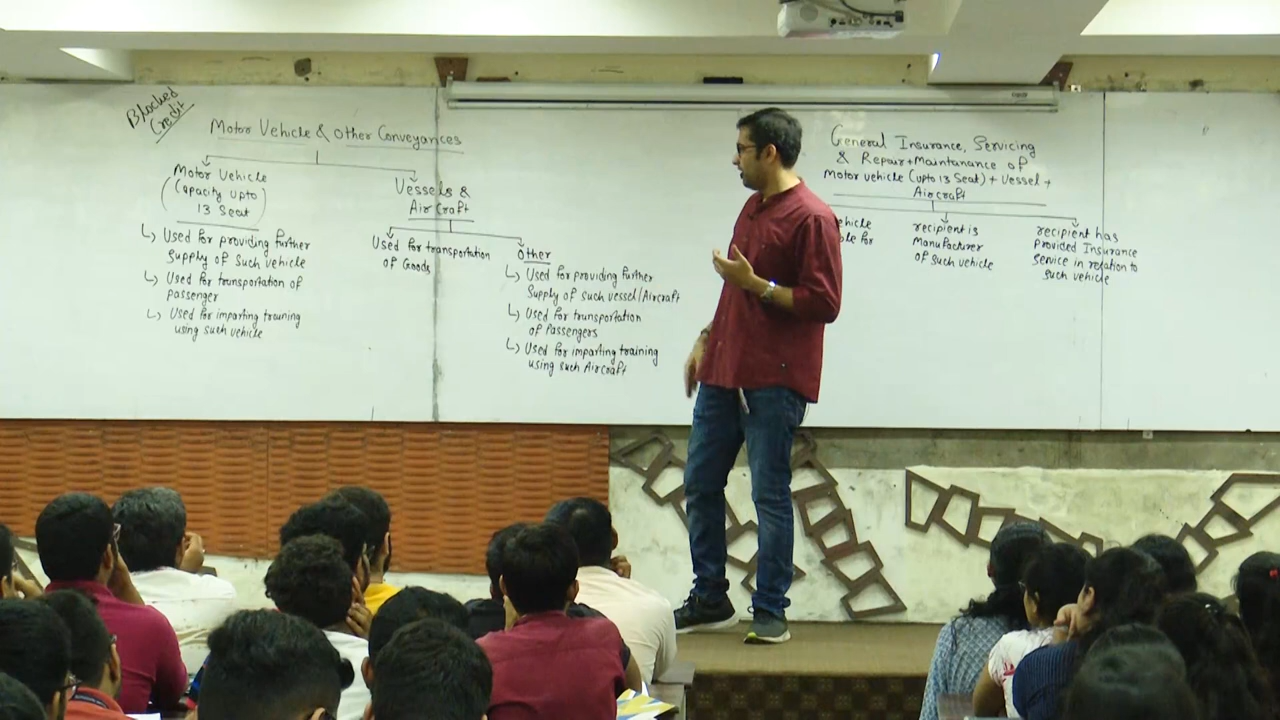 Blocked
Credit
Motor Vehicle & Other Conveyances
Motor Vehicle
(Capacity upto
13 Seat)
↳ Used for providing further
Supply of Such vehicle
↳ Used for transportation of
passenger
↳ Used for imparting training
using such vehicle
Vessels &
Aircraft
Used for transportation
of Goods
Other
↳ Used for providing further
Supply of such vessel/Aircraft
↳ Used for transportation
of Passengers
↳ Used for imparting training
using such Aircraft
General Insurance, Servicing
& Repair+Maintanance of
Motor vehicle (upto 13 Seat) + Vessel +
Aircraft
recipient is
Manufacturer
of Such vehicle
recipient has
Provided Insurance
Service in relation to
such vehicle